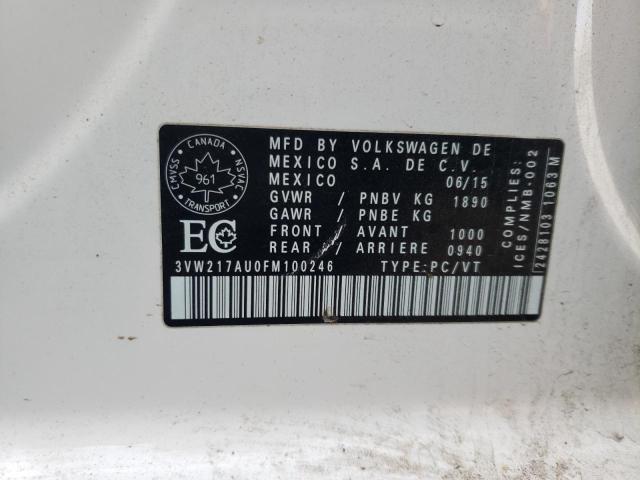 CANADA
CMVSS
NSVAC
961
TRANSPORT
EC
MFD BY VOLKSWAGEN DE
MEXICO S.A. DE C.V.
MEXICO 06/15
GVWR / PNBV KG 1890
GAWR / PNBE KG
FRONT / AVANT 1000
REAR / ARRIERE 0940
3VW217AU0FM100246 TYPE:PC/VT
COMPLIES:
ICES/NMB-002
2428103 1063 M